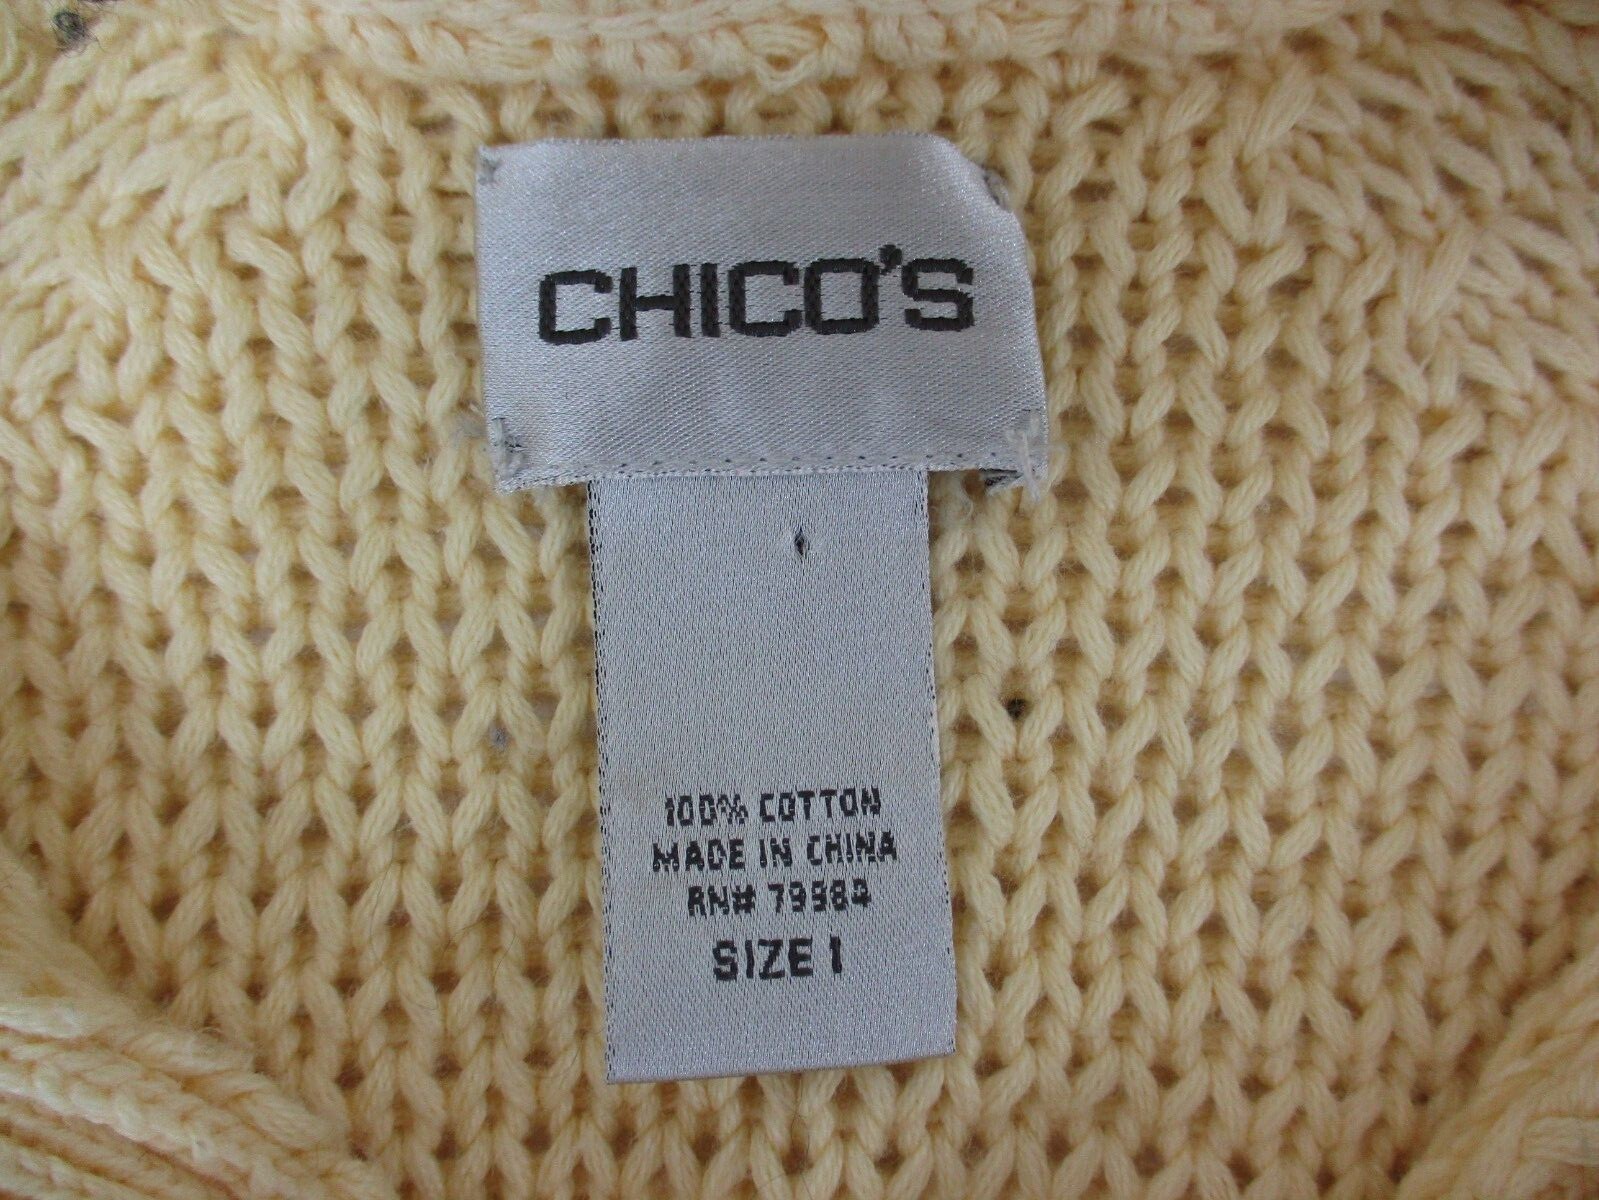 CHICO'S
100% COTTON
MADE IN CHINA
RN# 79984
SIZE 1